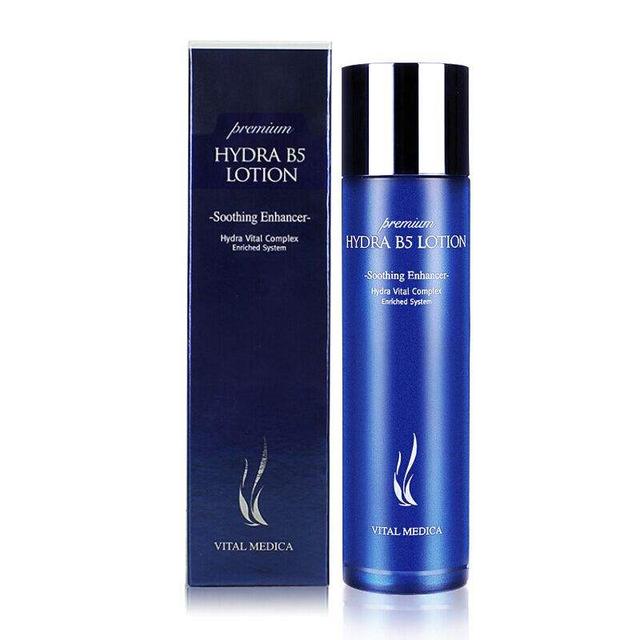 premium
HYDRA B5
LOTION
-Soothing Enhancer-
Hydra Vital Complex
Enriched System
VITAL MEDICA
premium
HYDRA B5 LOTION
-Soothing Enhancer-
Hydra Vital Complex
Enriched System
VITAL MEDICA